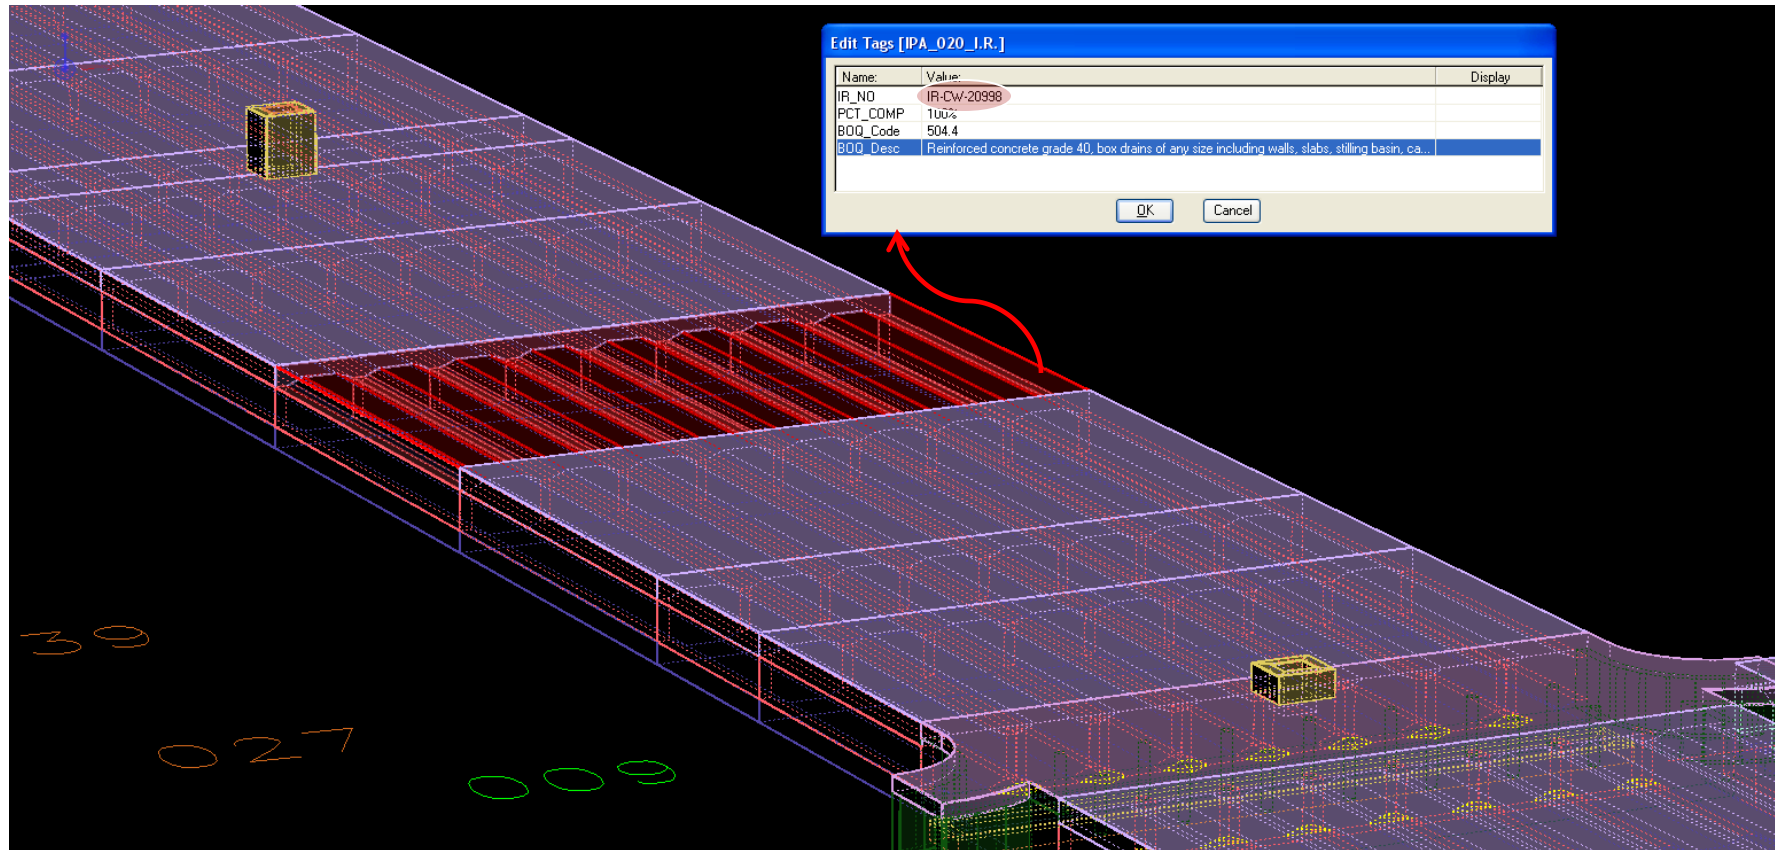 Edit Tags [IPA_020_I.R.]
Name: Value: Display
IR_NO IR-CW-20998
PCT_COMP 100%
BOQ_Code 504.4
BOQ_Desc Reinforced concrete grade 40, box drains of any size including walls, slabs, stilling basin, ca...
OK Cancel
39
027
009